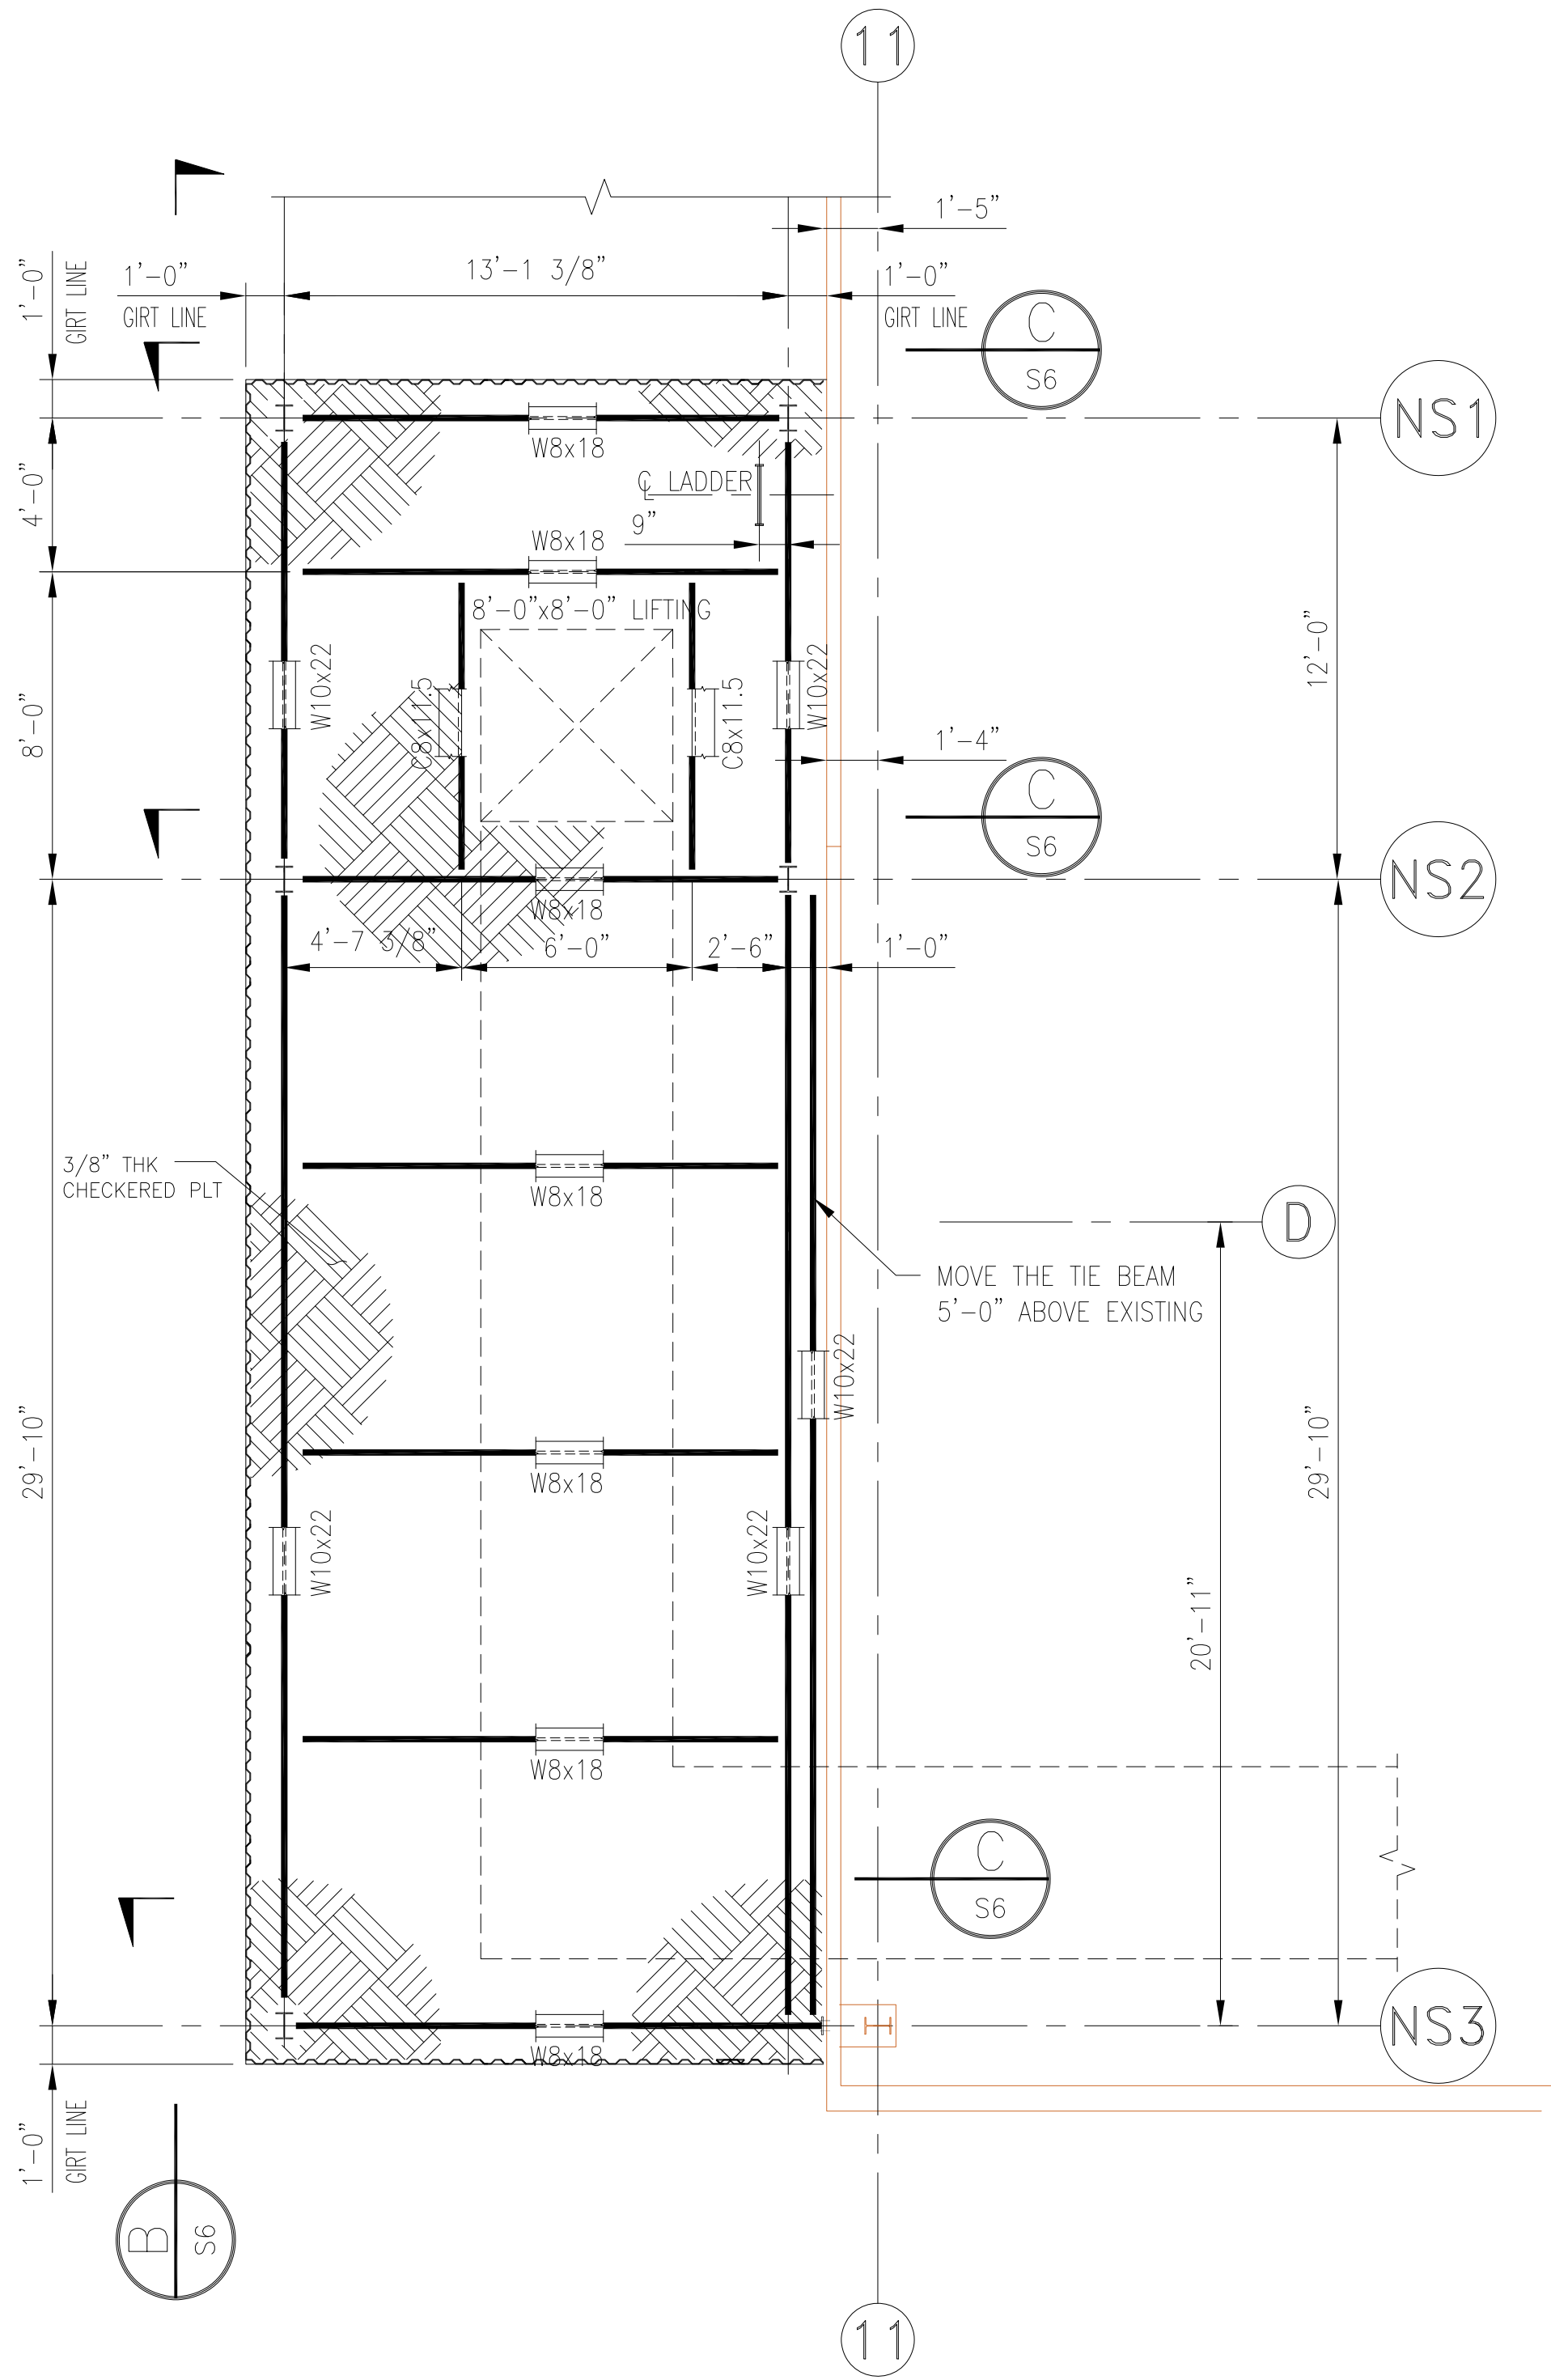 11
1'-5"
1'-0"
GIRT LINE
1'-0"
GIRT LINE
13'-1 3/8"
1'-0"
GIRT LINE
C
S6
NS1
W8x18
4'-0"
℄ LADDER
9"
W8x18
8'-0"x8'-0" LIFTING
12'-0"
W10x22
C8x11.5
C8x11.5
W10x22
8'-0"
1'-4"
C
S6
NS2
W8x18
4'-7 3/8"
6'-0"
2'-6"
1'-0"
3/8" THK
CHECKERED PLT
W8x18
D
MOVE THE TIE BEAM
5'-0" ABOVE EXISTING
W10x22
29'-10"
29'-10"
W8x18
W10x22
W10x22
20'-11"
W8x18
C
S6
NS3
W8x18
1'-0"
GIRT LINE
B
S6
11